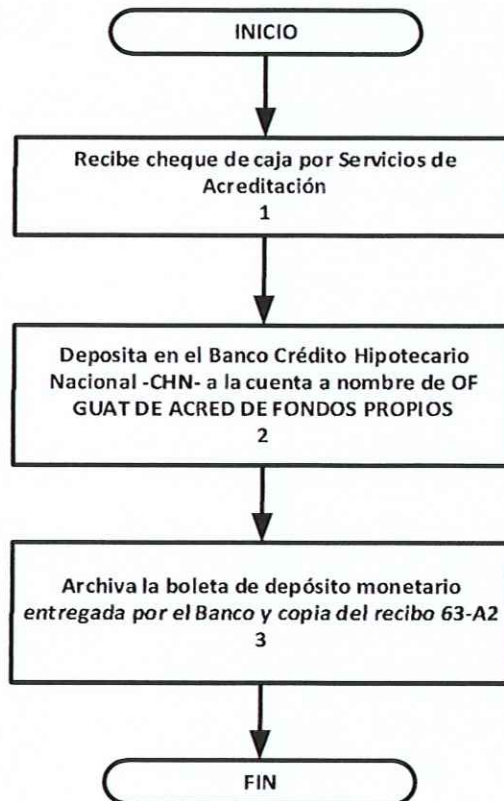 INICIO
Recibe cheque de caja por Servicios de
Acreditación
1
Deposita en el Banco Crédito Hipotecario
Nacional -CHN- a la cuenta a nombre de OF
GUAT DE ACRED DE FONDOS PROPIOS
2
Archiva la boleta de depósito monetario
entregada por el Banco y copia del recibo 63-A2
3
FIN